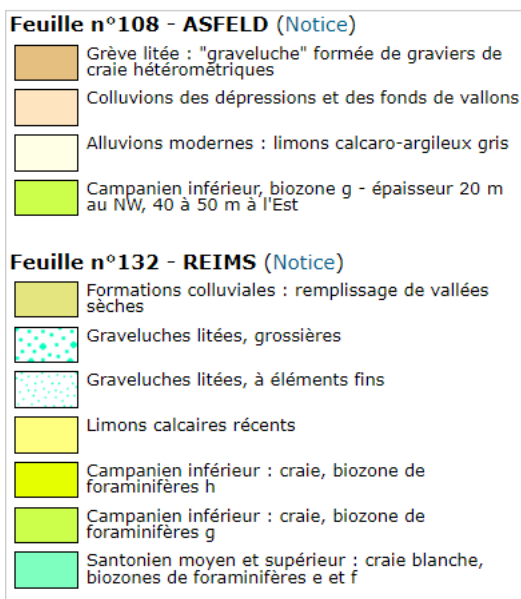 Feuille n°108 - ASFELD (Notice)
Grève litée : "graveluche" formée de graviers de
craie hétérométriques
Colluvions des dépressions et des fonds de vallons
Alluvions modernes : limons calcaro-argileux gris
Campanien inférieur, biozone g - épaisseur 20 m
au NW, 40 à 50 m à l'Est
Feuille n°132 - REIMS (Notice)
Formations colluviales : remplissage de vallées
sèches
Graveluches litées, grossières
Graveluches litées, à éléments fins
Limons calcaires récents
Campanien inférieur : craie, biozone de
foraminifères h
Campanien inférieur : craie, biozone de
foraminifères g
Santonien moyen et supérieur : craie blanche,
biozones de foraminifères e et f